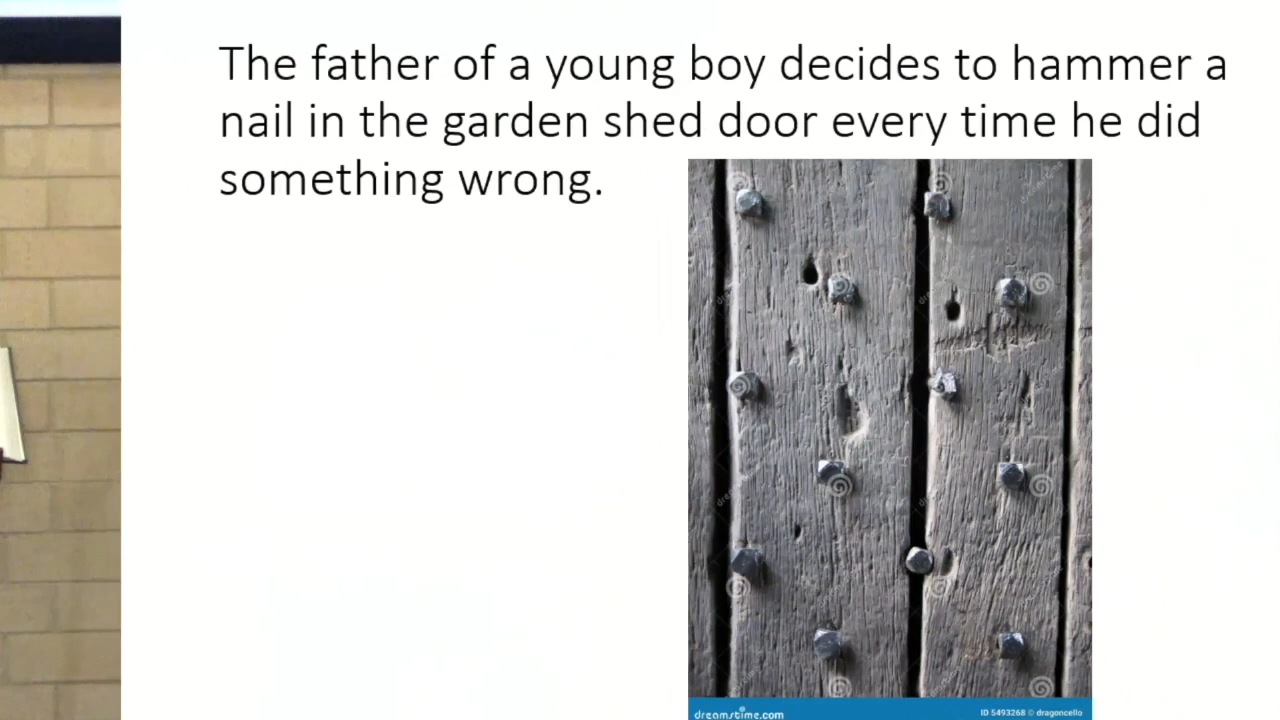 The father of a young boy decides to hammer a
nail in the garden shed door every time he did
something wrong.
dreamstime.com
ID 5493268 © dragoncello